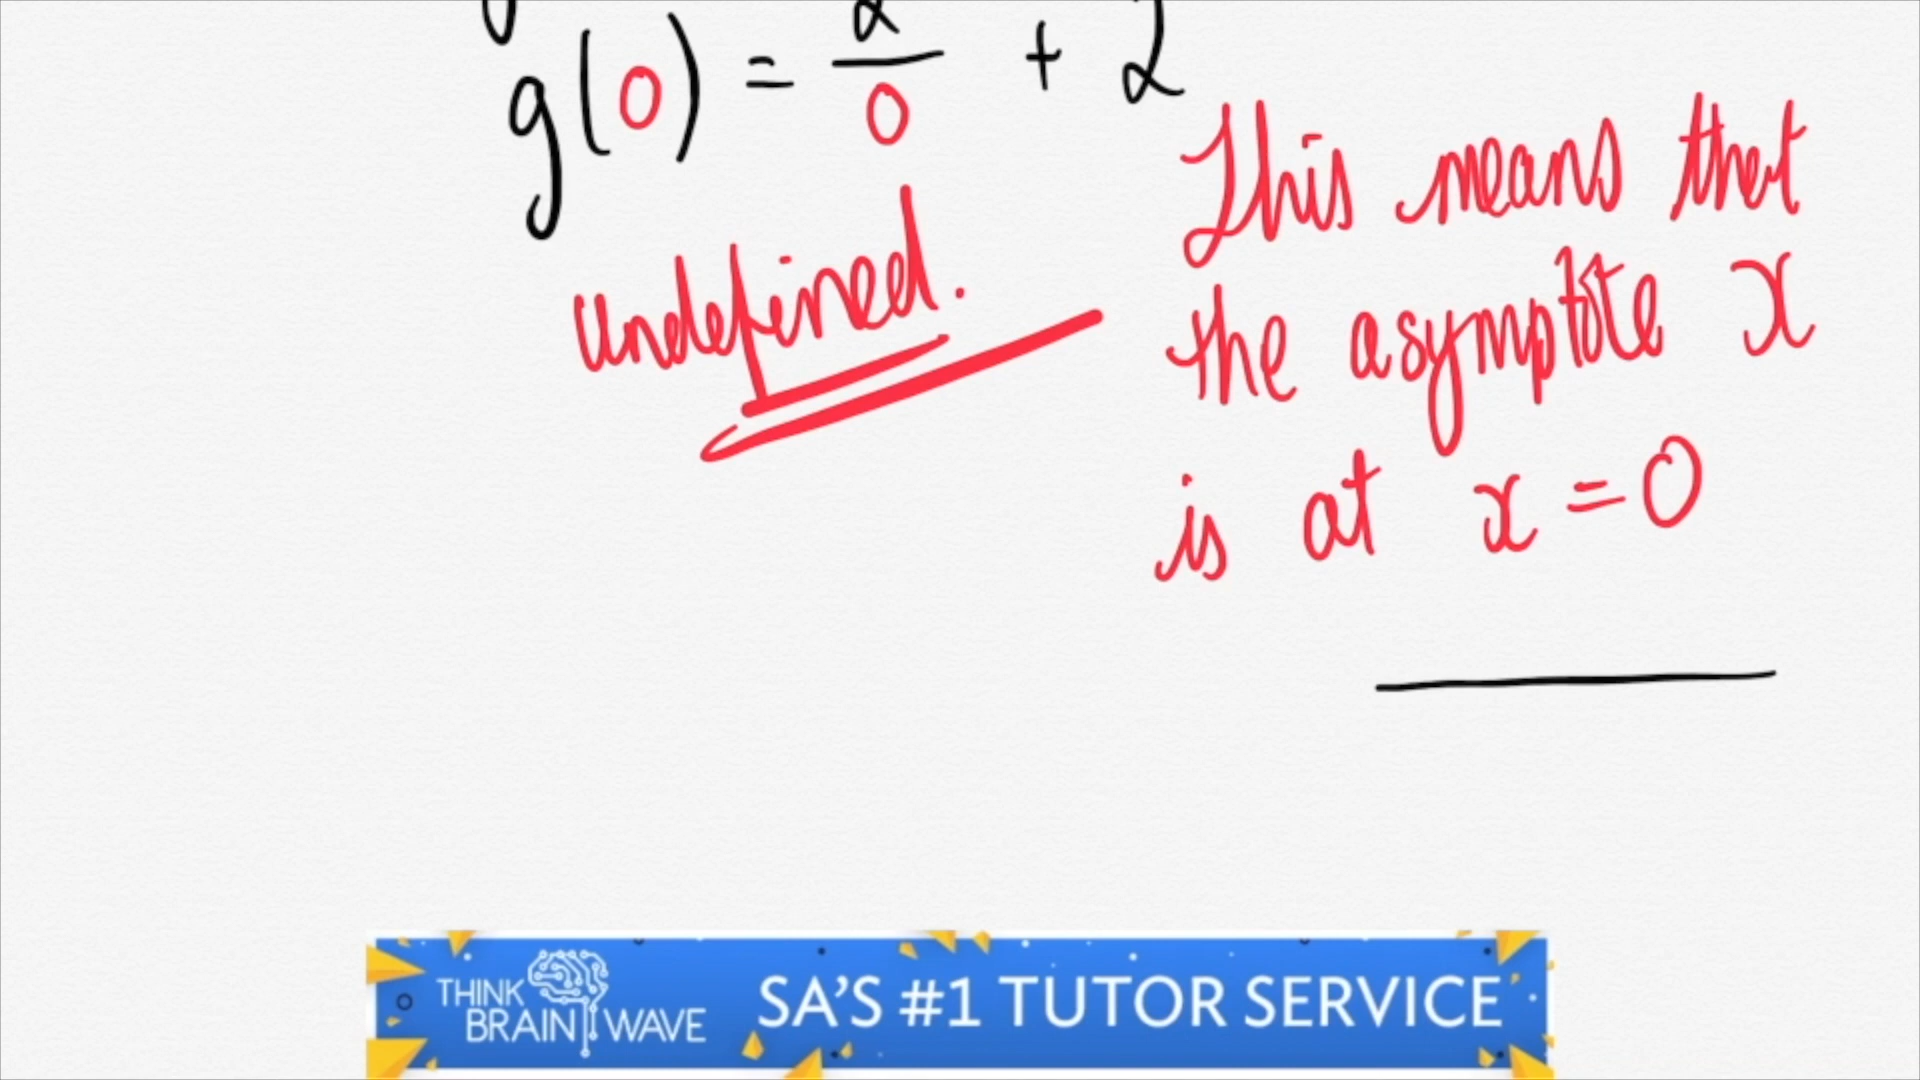 g(0) = a/0 + 2
undefined.
This means that
the asymptote x
is at x = 0
THINK
BRAIN WAVE
SA'S #1 TUTOR SERVICE